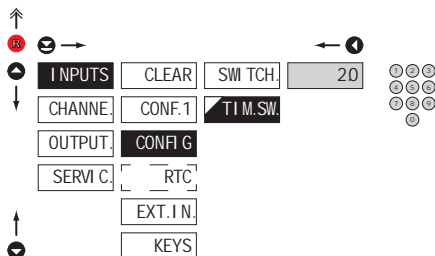 R
INPUTS CLEAR SWITCH. 20 1 2 3
CHANNE. CONF.1 TIM.SW. 4 5 6
OUTPUT. CONFIG 7 8 9
SERVIC. RTC 0
EXT.IN.
KEYS